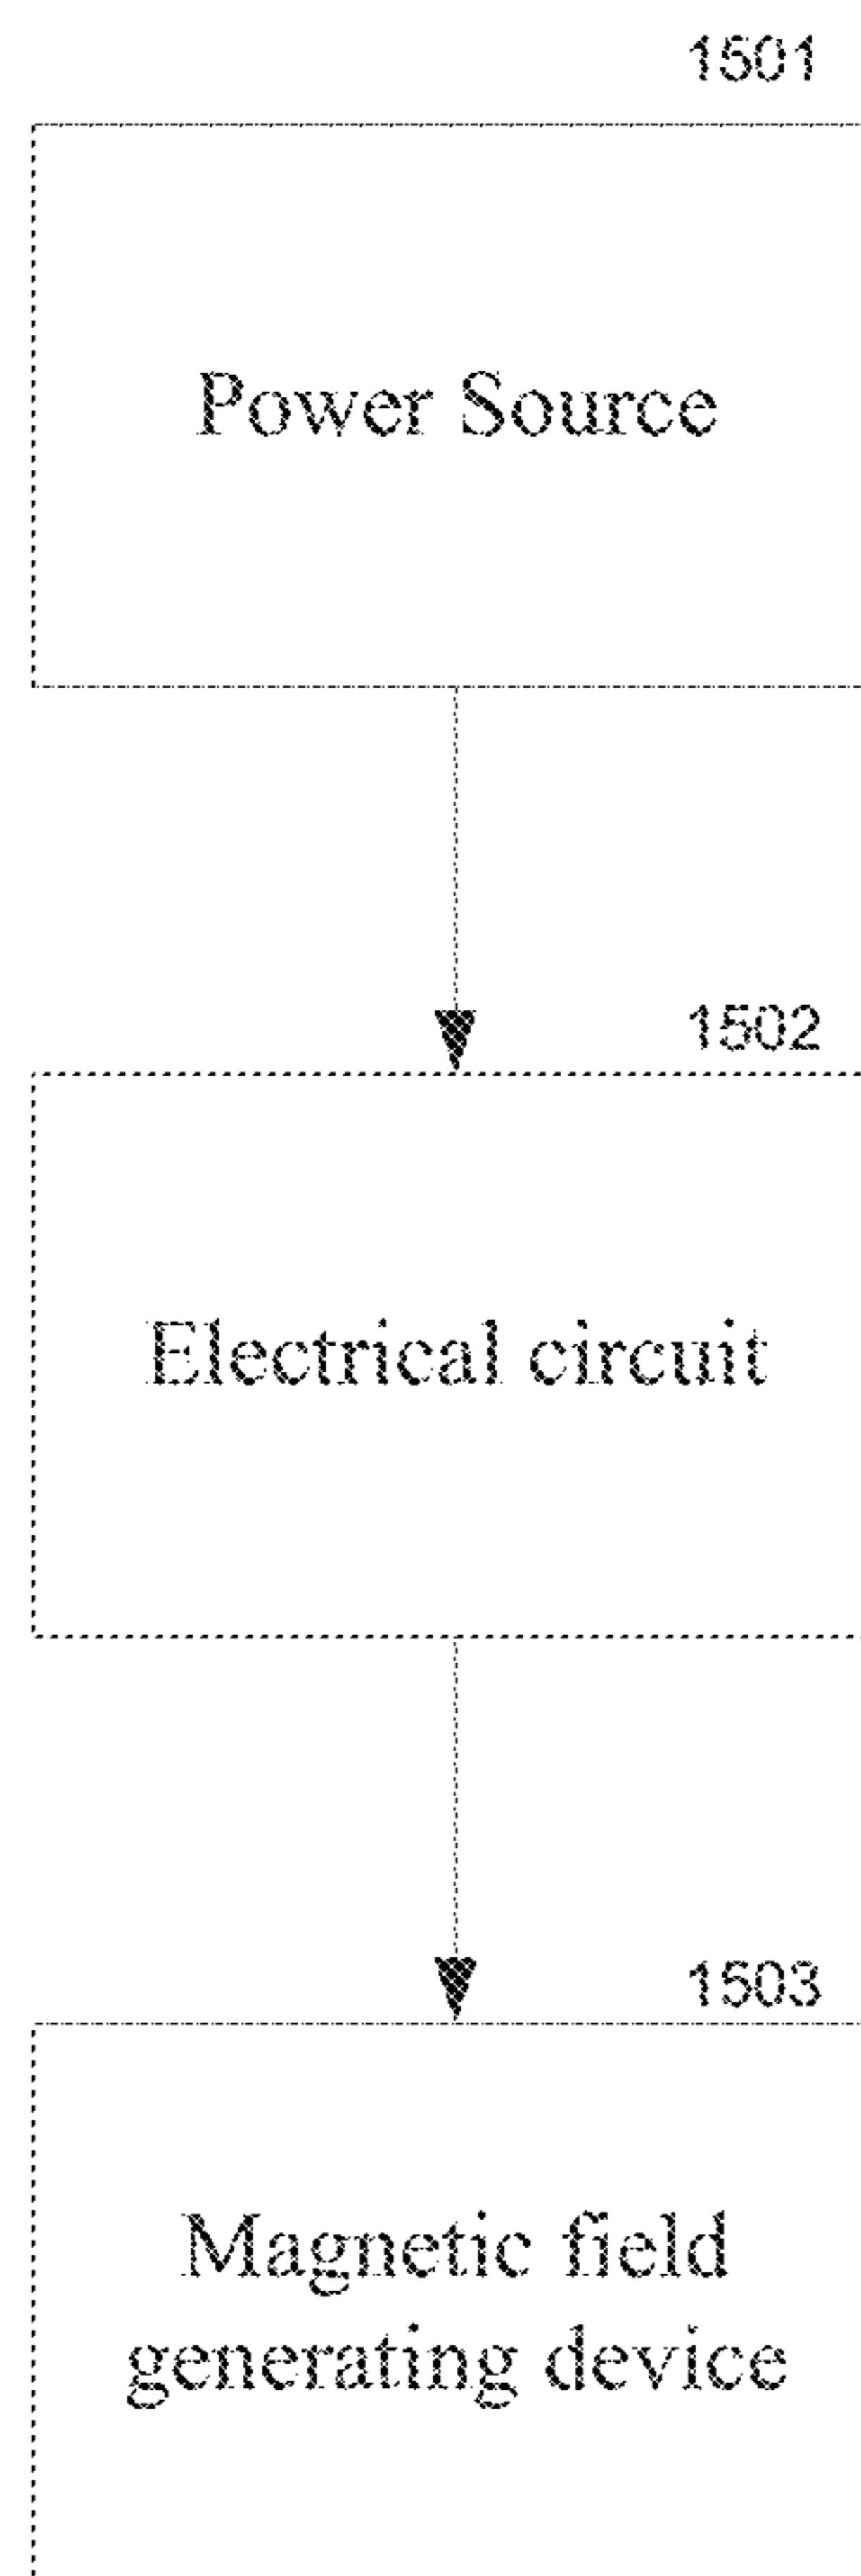 1501
Power Source
1502
Electrical circuit
1503
Magnetic field
generating device